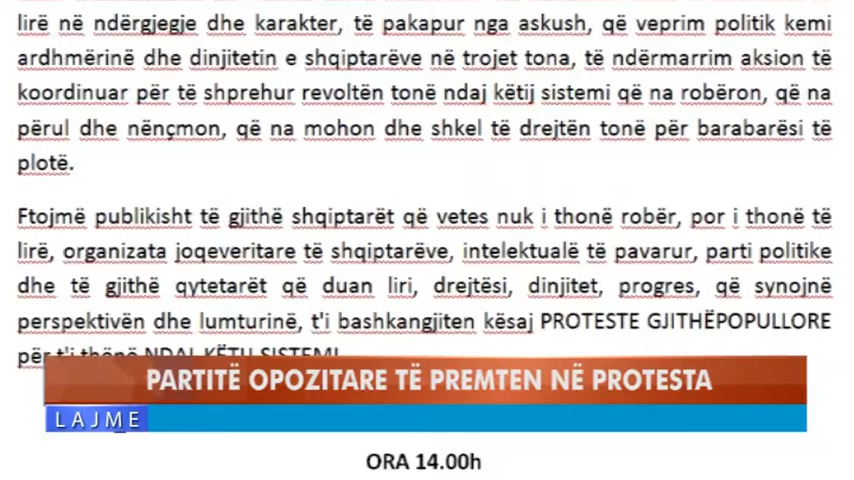 lirë në ndërgjegje dhe karakter, të pakapur nga askush, që veprim politik kemi
ardhmërinë dhe dinjitetin e shqiptarëve në trojet tona, të ndërmarrim aksion të
koordinuar për të shprehur revoltën tonë ndaj këtij sistemi që na robëron, që na
përul dhe nënçmon, që na mohon dhe shkel të drejtën tonë për barabarësi të
plotë.
Ftojmë publikisht të gjithë shqiptarët që vetes nuk i thonë robër, por i thonë të
lirë, organizata joqeveritare të shqiptarëve, intelektualë të pavarur, parti politike
dhe të gjithë qytetarët që duan liri, drejtësi, dinjitet, progres, që synojnë
perspektivën dhe lumturinë, t'i bashkangjiten kësaj PROTESTE GJITHËPOPULLORE
për t'i thënë NDAL KËTIJ SISTEMI
PARTITË OPOZITARE TË PREMTEN NË PROTESTA
LAJME
ORA 14.00h